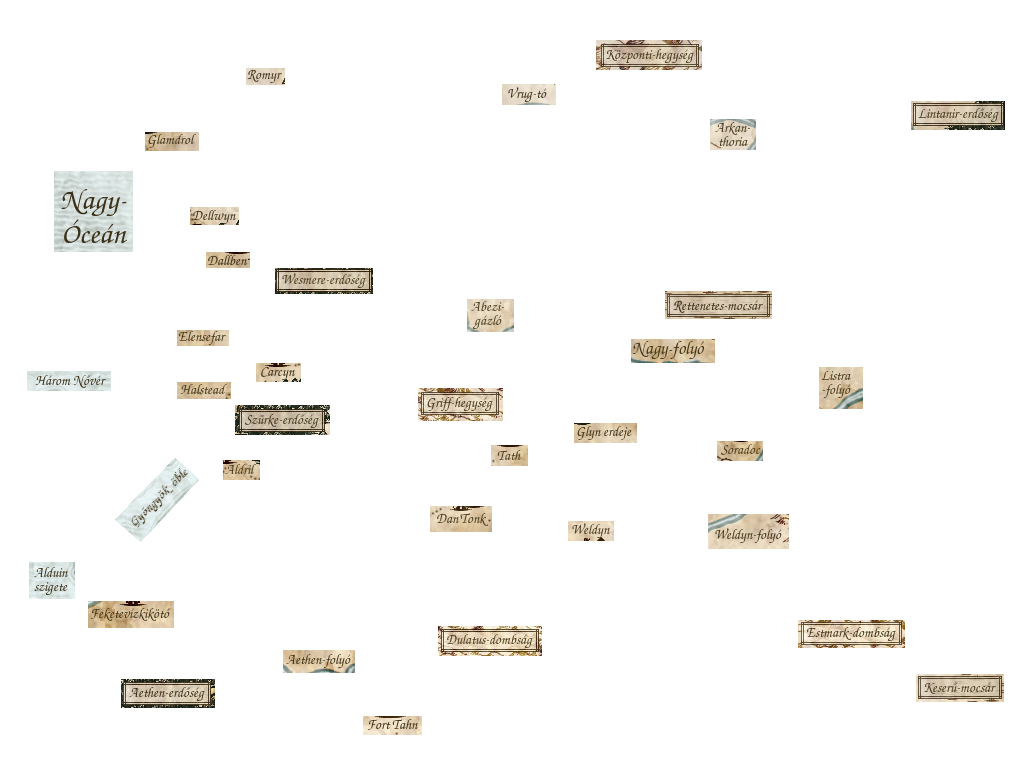 Központi-hegység
Romyr
Vrug-tó
Lintanir-erdőség
Arkan-
thoria
Glamdrol
Nagy-
Óceán
Dellwyn
Dallben
Wesmere-erdőség
Abezi-
gázló
Rettenetes-mocsár
Elensefar
Nagy-folyó
Három Nővér
Carcyn
Listra
-folyó
Halstead
Griff-hegység
Szürke-erdőség
Glyn erdeje
Soradoc
Tath
Aldril
Gyöngyök öble
Dan'Tonk
Weldyn
Weldyn-folyó
Alduin
szigete
Feketevízkikötő
Dulatus-dombság
Estmark-dombság
Aethen-folyó
Aethen-erdőség
Keserű-mocsár
Fort Tahn